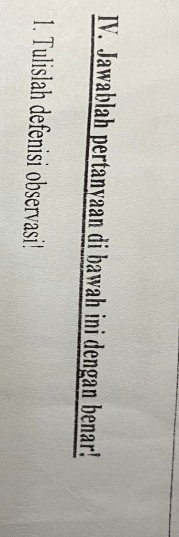 IV. Jawablah pertanyaan di bawah ini dengan benar!
1. Tulislah defenisi observasi!